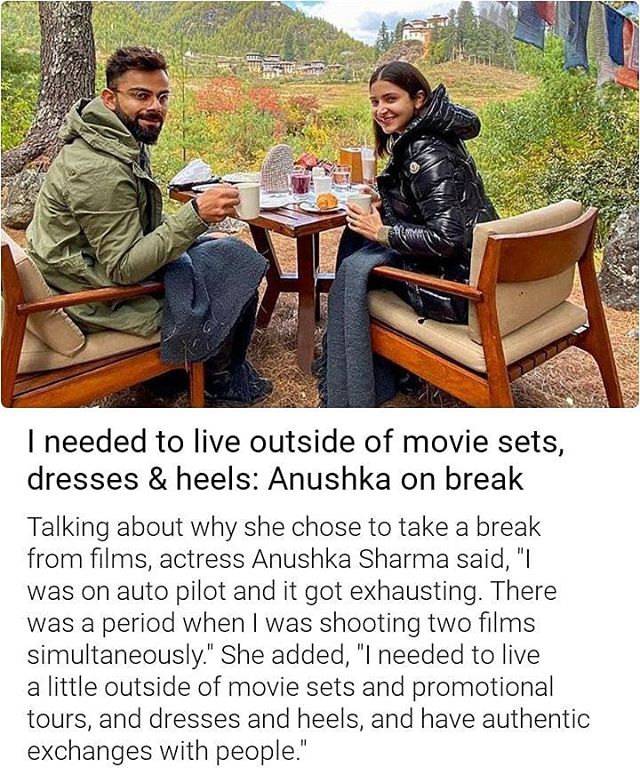 I needed to live outside of movie sets,
dresses & heels: Anushka on break
Talking about why she chose to take a break
from films, actress Anushka Sharma said, "I
was on auto pilot and it got exhausting. There
was a period when I was shooting two films
simultaneously." She added, "I needed to live
a little outside of movie sets and promotional
tours, and dresses and heels, and have authentic
exchanges with people."